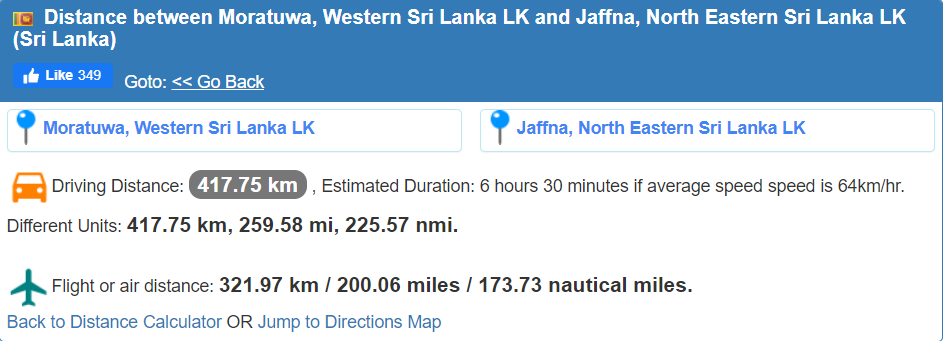 Distance between Moratuwa, Western Sri Lanka LK and Jaffna, North Eastern Sri Lanka LK
(Sri Lanka)
Like 349 Goto: << Go Back
Moratuwa, Western Sri Lanka LK Jaffna, North Eastern Sri Lanka LK
Driving Distance: 417.75 km , Estimated Duration: 6 hours 30 minutes if average speed speed is 64km/hr.
Different Units: 417.75 km, 259.58 mi, 225.57 nmi.
Flight or air distance: 321.97 km / 200.06 miles / 173.73 nautical miles.
Back to Distance Calculator OR Jump to Directions Map